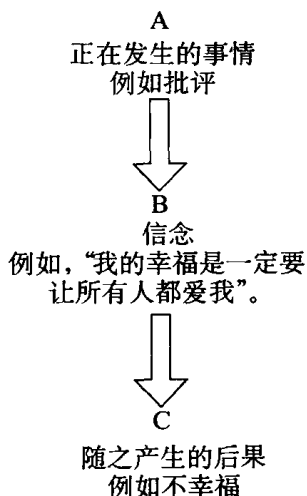 A
正在发生的事情
例如批评
B
信念
例如，“我的幸福是一定要
让所有人都爱我”。
C
随之产生的后果
例如不幸福